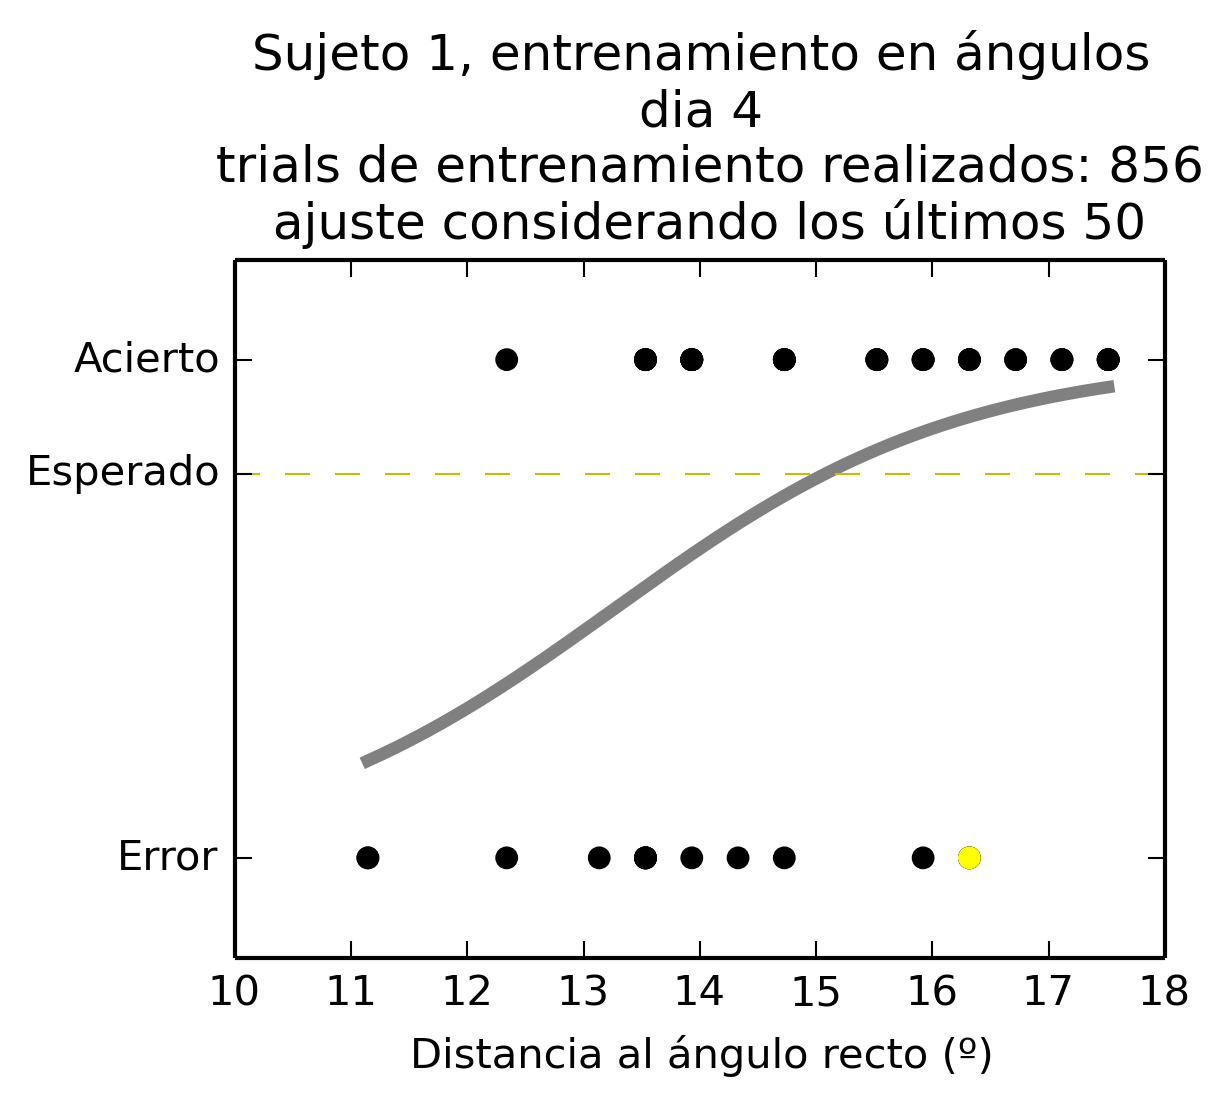 Sujeto 1, entrenamiento en ángulos
dia 4
trials de entrenamiento realizados: 856
ajuste considerando los últimos 50
Acierto
Esperado
Error
10 11 12 13 14 15 16 17 18
Distancia al ángulo recto (º)